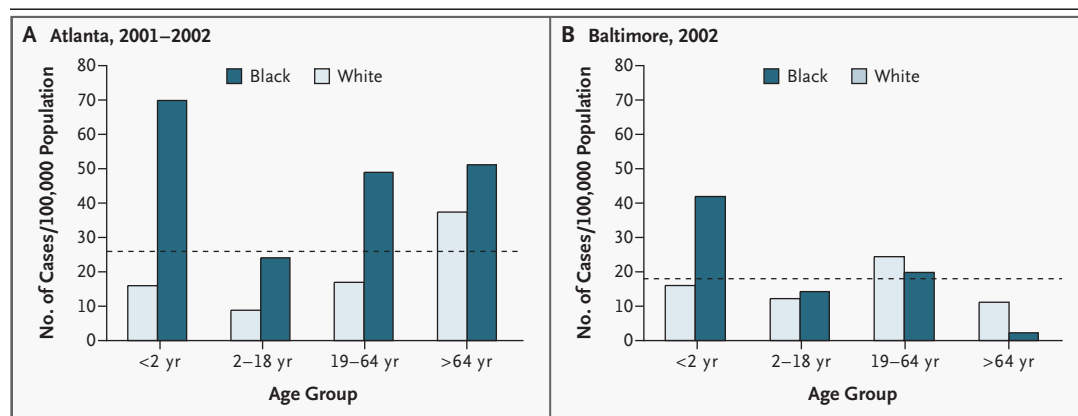 A Atlanta, 2001–2002
Black White
No. of Cases/100,000 Population
80
70
60
50
40
30
20
10
0
<2 yr 2–18 yr 19–64 yr >64 yr
Age Group
B Baltimore, 2002
Black White
No. of Cases/100,000 Population
80
70
60
50
40
30
20
10
0
<2 yr 2–18 yr 19–64 yr >64 yr
Age Group